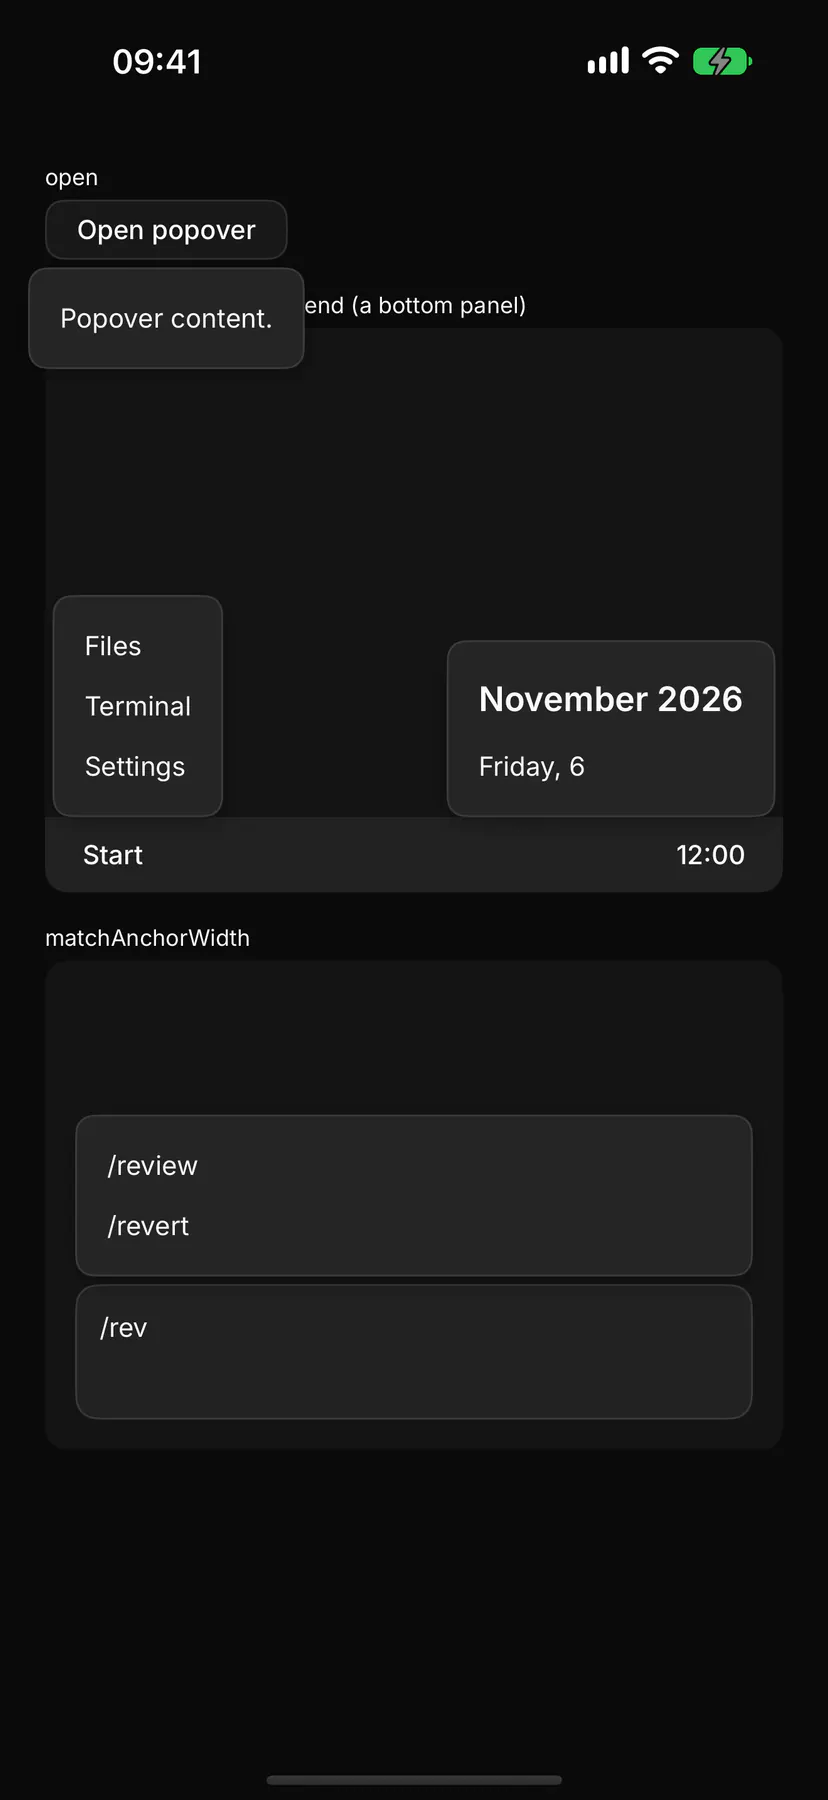 09:41
open
Open popover
Popover content.
end (a bottom panel)
Files
Terminal
Settings
November 2026
Friday, 6
Start
12:00
matchAnchorWidth
/review
/revert
/rev